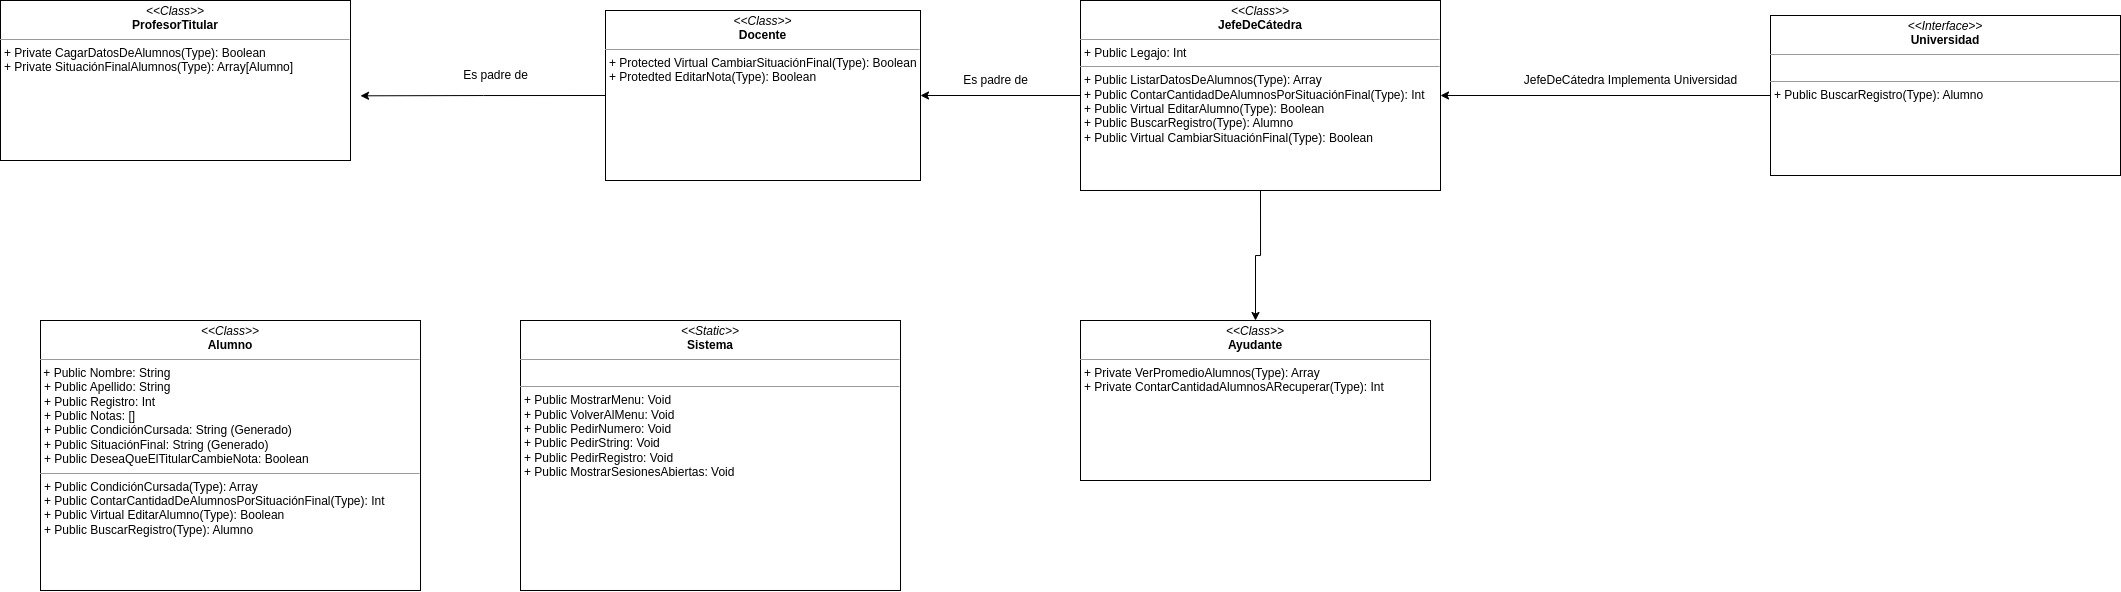 <<Class>>
ProfesorTitular
+ Private CagarDatosDeAlumnos(Type): Boolean
+ Private SituaciónFinalAlumnos(Type): Array[Alumno]
Es padre de
<<Class>>
Docente
+ Protected Virtual CambiarSituaciónFinal(Type): Boolean
+ Protedted EditarNota(Type): Boolean
Es padre de
<<Class>>
JefeDeCátedra
+ Public Legajo: Int
+ Public ListarDatosDeAlumnos(Type): Array
+ Public ContarCantidadDeAlumnosPorSituaciónFinal(Type): Int
+ Public Virtual EditarAlumno(Type): Boolean
+ Public BuscarRegistro(Type): Alumno
+ Public Virtual CambiarSituaciónFinal(Type): Boolean
JefeDeCátedra Implementa Universidad
<<Interface>>
Universidad
+ Public BuscarRegistro(Type): Alumno
<<Class>>
Alumno
+ Public Nombre: String
+ Public Apellido: String
+ Public Registro: Int
+ Public Notas: []
+ Public CondiciónCursada: String (Generado)
+ Public SituaciónFinal: String (Generado)
+ Public DeseaQueElTitularCambieNota: Boolean
+ Public CondiciónCursada(Type): Array
+ Public ContarCantidadDeAlumnosPorSituaciónFinal(Type): Int
+ Public Virtual EditarAlumno(Type): Boolean
+ Public BuscarRegistro(Type): Alumno
<<Static>>
Sistema
+ Public MostrarMenu: Void
+ Public VolverAlMenu: Void
+ Public PedirNumero: Void
+ Public PedirString: Void
+ Public PedirRegistro: Void
+ Public MostrarSesionesAbiertas: Void
<<Class>>
Ayudante
+ Private VerPromedioAlumnos(Type): Array
+ Private ContarCantidadAlumnosARecuperar(Type): Int